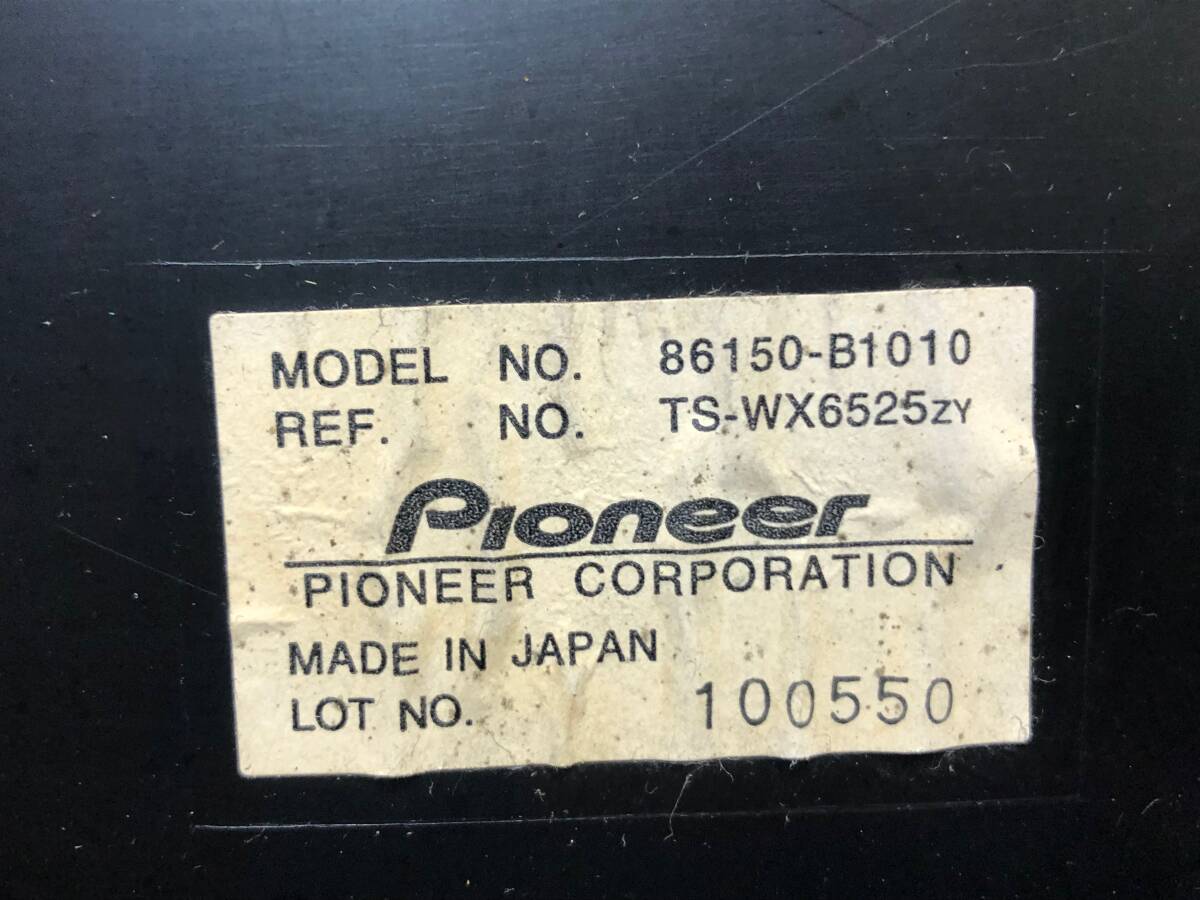 MODEL NO. 86150-B1010
REF. NO. TS-WX6525ZY
Pioneer
PIONEER CORPORATION
MADE IN JAPAN
LOT NO. 100550